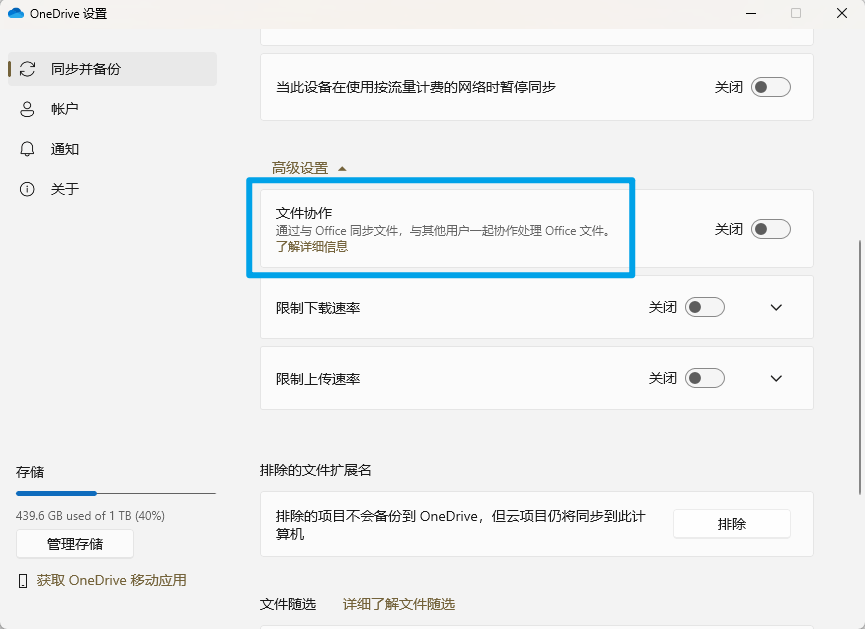 OneDrive 设置
同步并备份
帐户
通知
关于
当此设备在使用按流量计费的网络时暂停同步
关闭
高级设置
文件协作
通过与 Office 同步文件，与其他用户一起协作处理 Office 文件。
了解详细信息
关闭
限制下载速率
关闭
限制上传速率
关闭
排除的文件扩展名
排除的项目不会备份到 OneDrive，但云项目仍将同步到此计
算机
排除
文件随选
详细了解文件随选
存储
439.6 GB used of 1 TB (40%)
管理存储
获取 OneDrive 移动应用